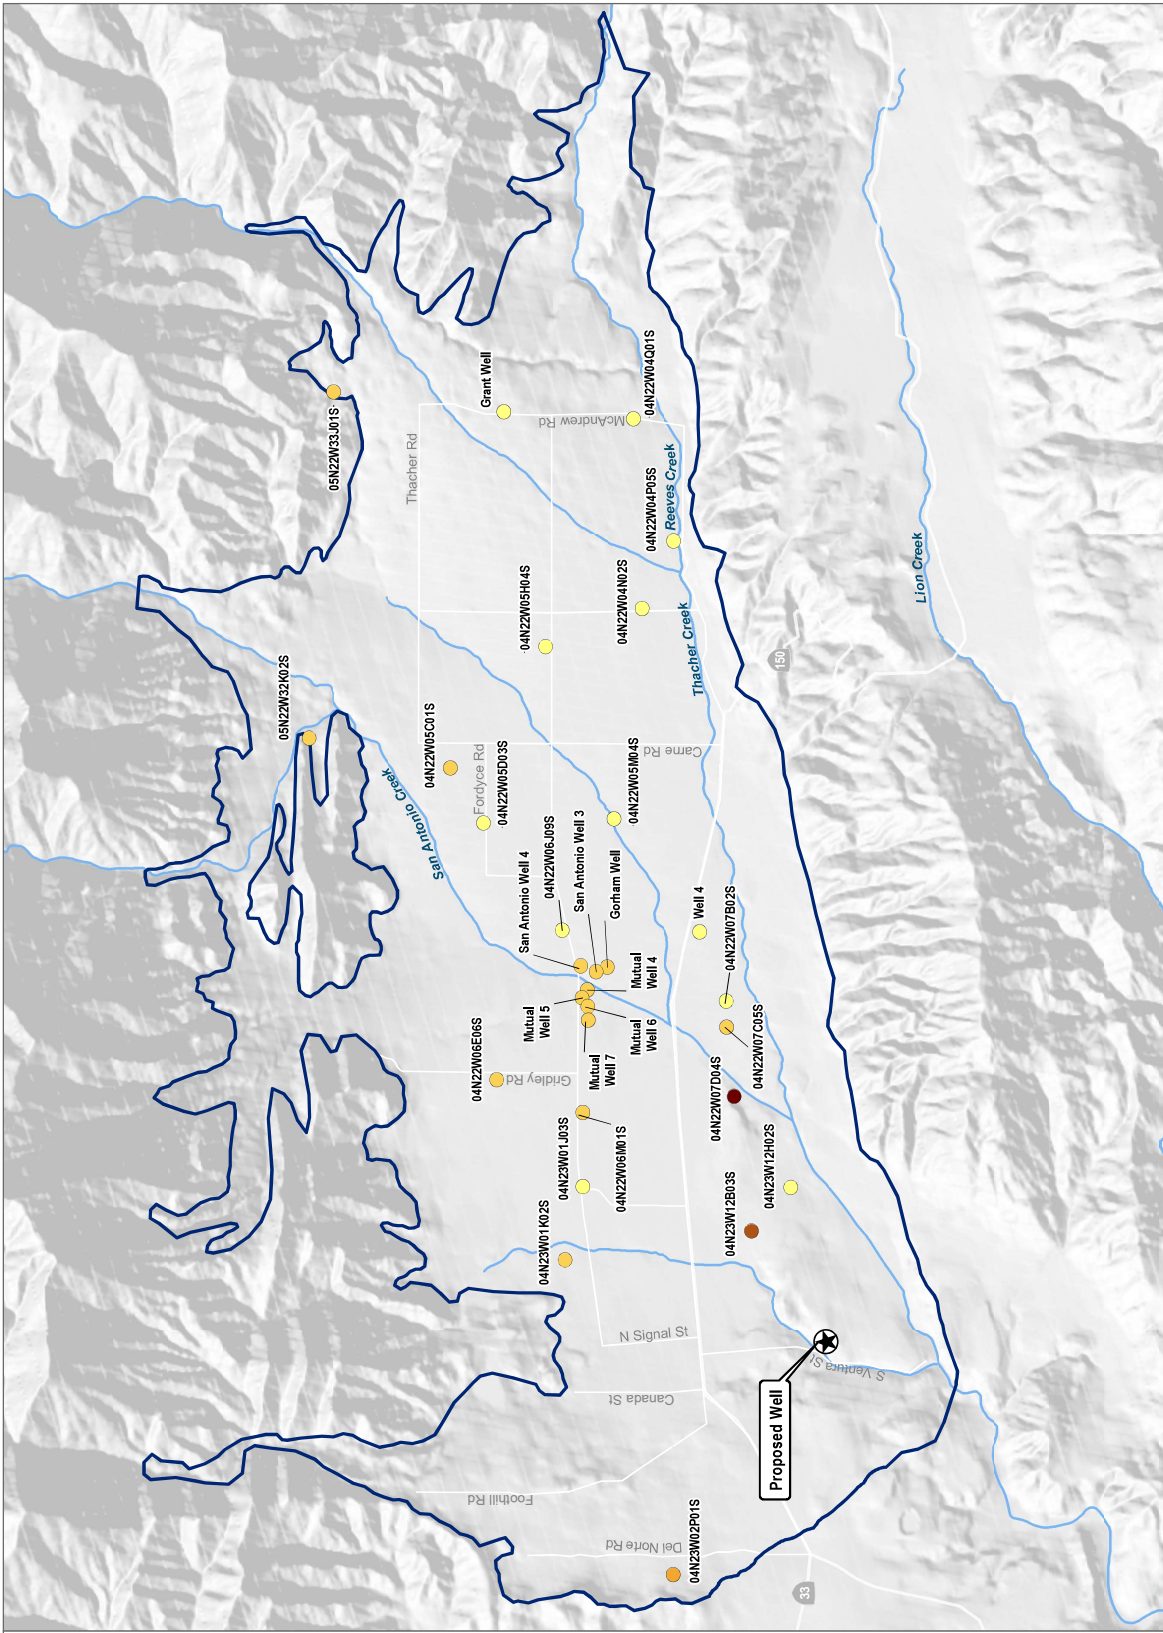 05N22W33J01S
Grant Well
McAndrew Rd
04N22W04Q01S
Thacher Rd
Reeves Creek
04N22W04P05S
04N22W05H04S
04N22W04N02S
Lion Creek
Thacher Creek
150
05N22W32K02S
04N22W05C01S
Fordyce Rd
04N22W05D03S
Carne Rd
San Antonio Creek
04N22W05M04S
04N22W06J09S
San Antonio Well 3
San Antonio Well 4
Gorham Well
Well 4
04N22W07B02S
Mutual
Well 4
Mutual
Well 5
Mutual
Well 6
Mutual
Well 7
04N22W07C05S
04N22W06E06S
Gridley Rd
04N22W07D04S
04N23W01J03S
04N22W06M01S
04N23W12H02S
04N23W12B03S
04N23W01K02S
N Signal St
S Ventura St
Canada St
Proposed Well
Foothill Rd
Del Norte Rd
04N23W02P01S
33